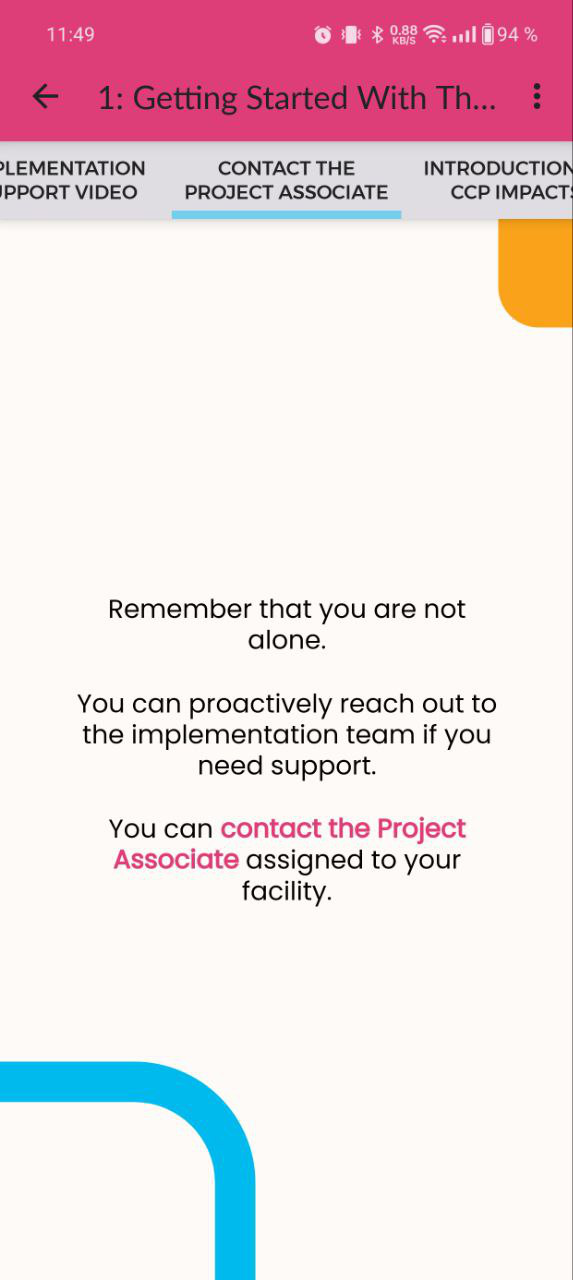 11:49
0.88
KB/S
94 %
1: Getting Started With Th...
PLEMENTATION
PPORT VIDEO
CONTACT THE
PROJECT ASSOCIATE
INTRODUCTION
CCP IMPACTS
Remember that you are not
alone.
You can proactively reach out to
the implementation team if you
need support.
You can contact the Project
Associate assigned to your
facility.